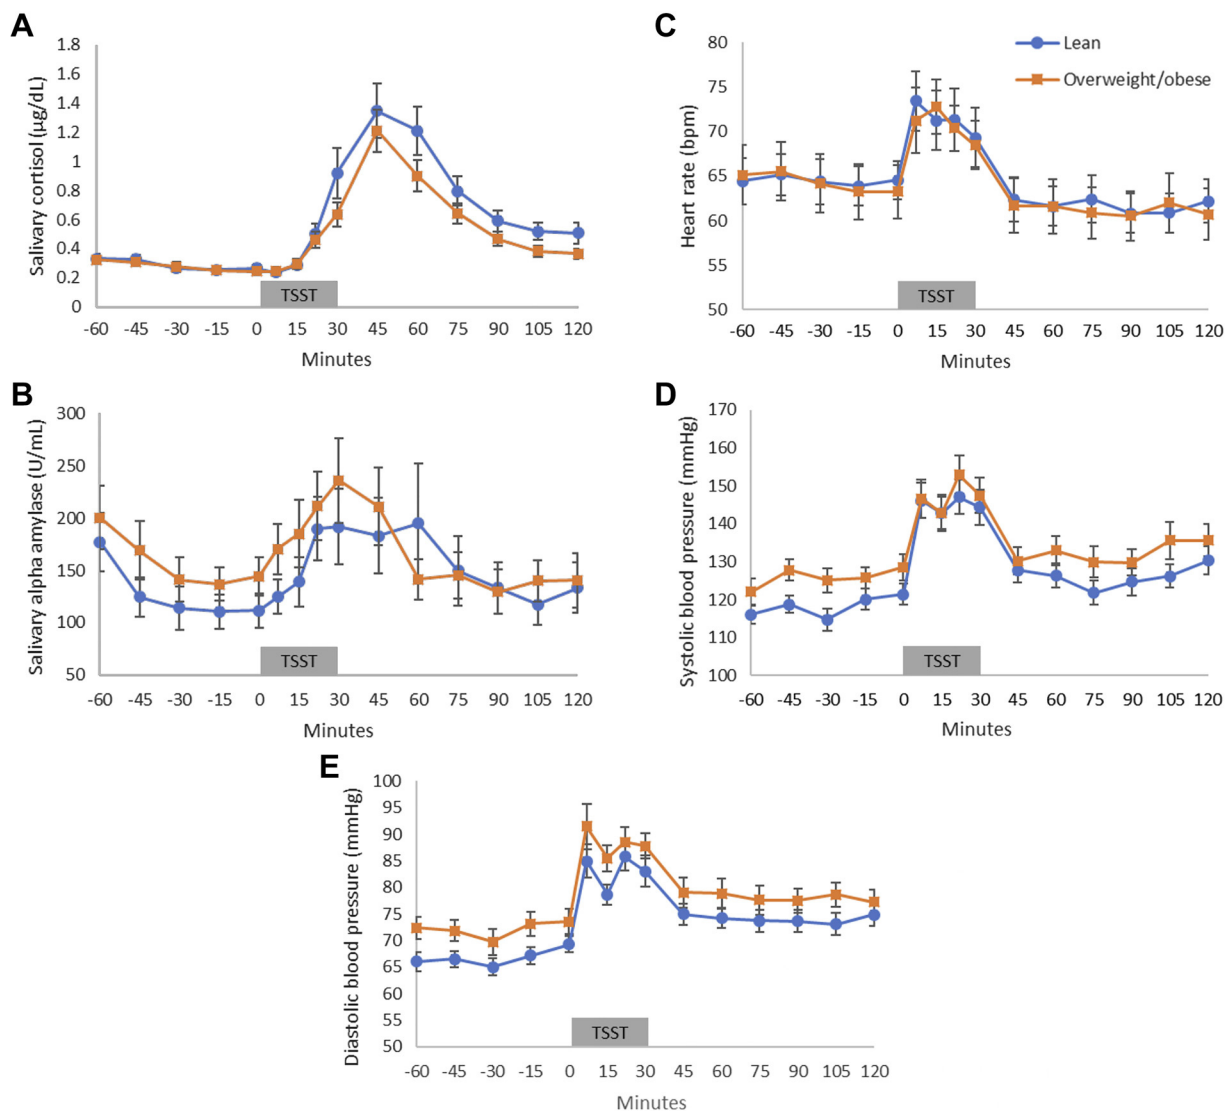 A
Salivary cortisol (µg/dL)
1.8
1.6
1.4
1.2
1
0.8
0.6
0.4
0.2
0
TSST
-60 -45 -30 -15 0 15 30 45 60 75 90 105 120
Minutes
C
Heart rate (bpm)
80
75
70
65
60
55
50
Lean
Overweight/obese
TSST
-60 -45 -30 -15 0 15 30 45 60 75 90 105 120
Minutes
B
Salivary alpha amylase (U/mL)
300
250
200
150
100
50
TSST
-60 -45 -30 -15 0 15 30 45 60 75 90 105 120
Minutes
D
Systolic blood pressure (mmHg)
170
160
150
140
130
120
110
100
TSST
-60 -45 -30 -15 0 15 30 45 60 75 90 105 120
Minutes
E
Diastolic blood pressure (mmHg)
100
95
90
85
80
75
70
65
60
55
50
TSST
-60 -45 -30 -15 0 15 30 45 60 75 90 105 120
Minutes